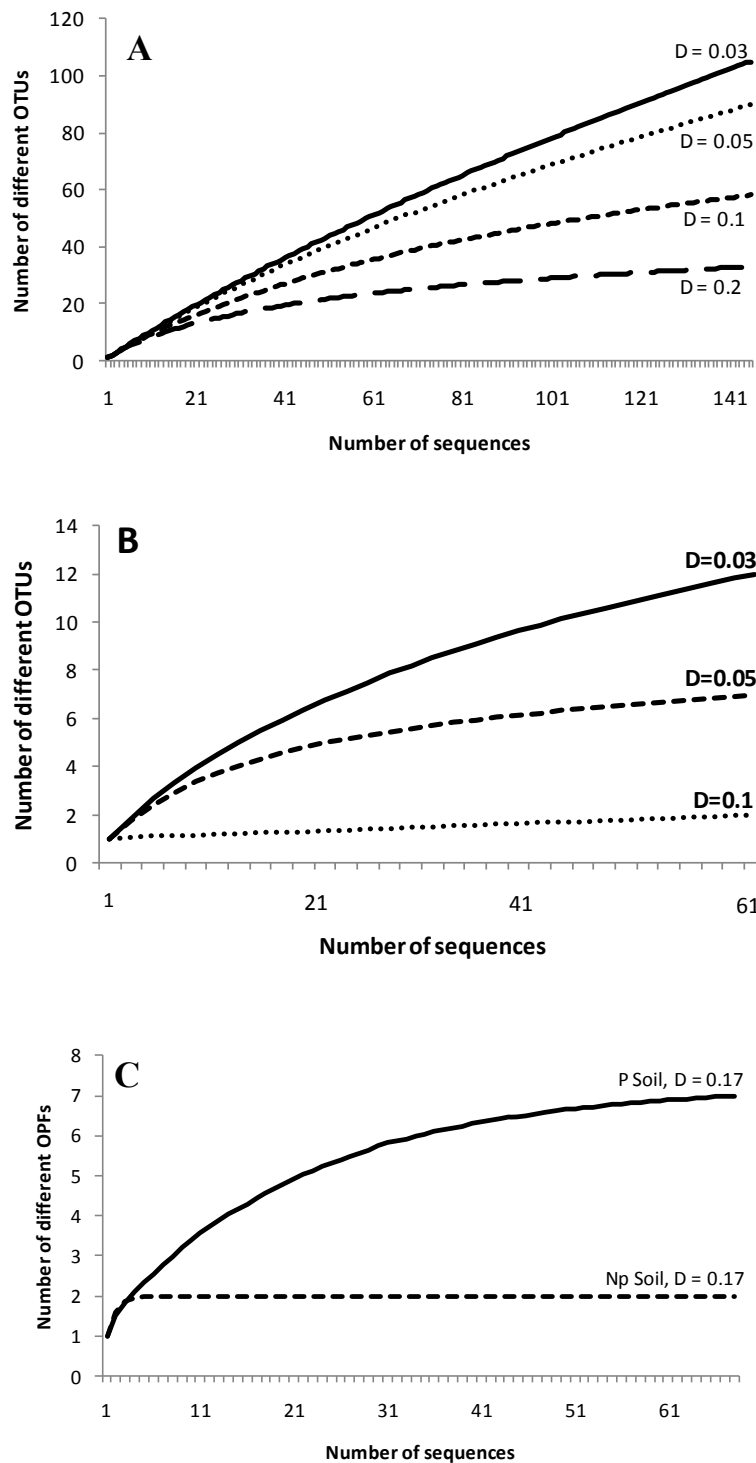 A
120
100
80
60
40
20
0
Number of different OTUs
D = 0.03
D = 0.05
D = 0.1
D = 0.2
1 21 41 61 81 101 121 141
Number of sequences
B
14
12
10
8
6
4
2
0
Number of different OTUs
D=0.03
D=0.05
D=0.1
1 21 41 61
Number of sequences
C
8
7
6
5
4
3
2
1
0
Number of different OPFs
P Soil, D = 0.17
Np Soil, D = 0.17
1 11 21 31 41 51 61
Number of sequences